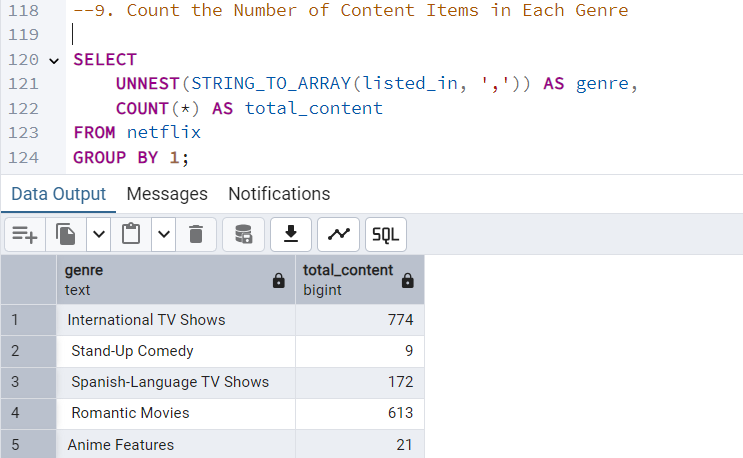 118 --9. Count the Number of Content Items in Each Genre
119
120 SELECT
121 UNNEST(STRING_TO_ARRAY(listed_in, ',')) AS genre,
122 COUNT(*) AS total_content
123 FROM netflix
124 GROUP BY 1;
Data Output Messages Notifications
SQL
genre total_content
text bigint
1 International TV Shows 774
2 Stand-Up Comedy 9
3 Spanish-Language TV Shows 172
4 Romantic Movies 613
5 Anime Features 21